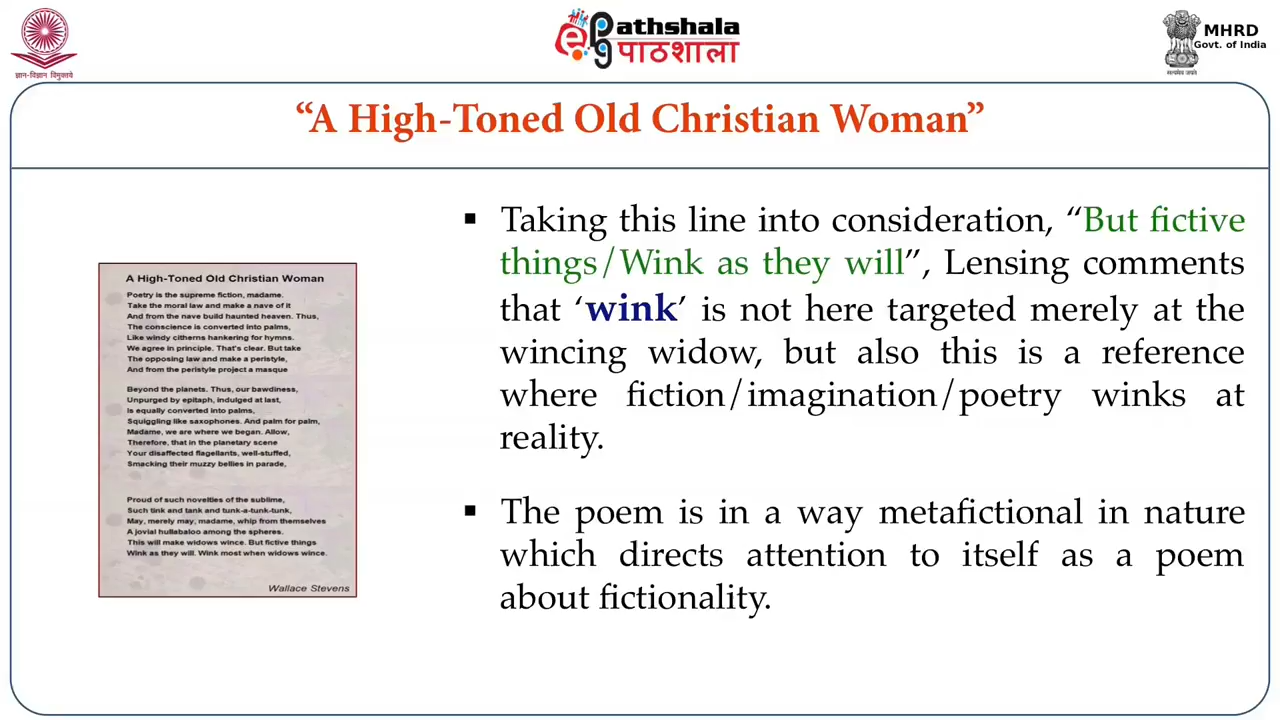 ज्ञान-विज्ञान विमुक्तये
ePathshala
पाठशाला
MHRD
Govt. of India
सत्यमेव जयते
“A High-Toned Old Christian Woman”
A High-Toned Old Christian Woman
Poetry is the supreme fiction, madame.
Take the moral law and make a nave of it
And from the nave build haunted heaven. Thus,
The conscience is converted into palms,
Like windy citherns hankering for hymns.
We agree in principle. That's clear. But take
The opposing law and make a peristyle,
And from the peristyle project a masque
Beyond the planets. Thus, our bawdiness,
Unpurged by epitaph, indulged at last,
Is equally converted into palms,
Squiggling like saxophones. And palm for palm,
Madame, we are where we began. Allow,
Therefore, that in the planetary scene
Your disaffected flagellants, well-stuffed,
Smacking their muzzy bellies in parade,
Proud of such novelties of the sublime,
Such tink and tank and tunk-a-tunk-tunk,
May, merely may, madame, whip from themselves
A jovial hullabaloo among the spheres.
This will make widows wince. But fictive things
Wink as they will. Wink most when widows wince.
Wallace Stevens
▪ Taking this line into consideration, “But fictive
things/Wink as they will”, Lensing comments
that ‘wink’ is not here targeted merely at the
wincing widow, but also this is a reference
where fiction/imagination/poetry winks at
reality.
▪ The poem is in a way metafictional in nature
which directs attention to itself as a poem
about fictionality.